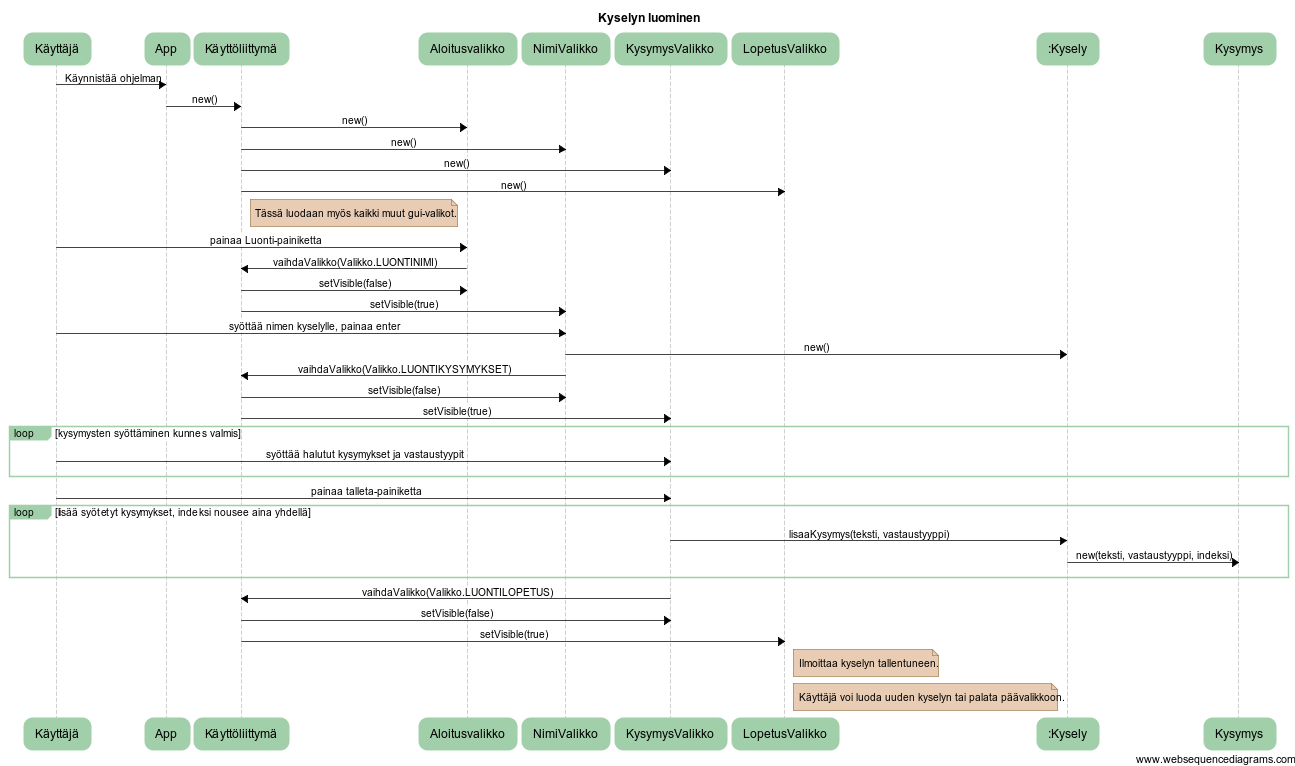 Kyselyn luominen
Käyttäjä
App
Käyttöliittymä
Aloitusvalikko
NimiValikko
KysymysValikko
LopetusValikko
:Kysely
Kysymys
Käynnistää ohjelman
new()
new()
new()
new()
new()
Tässä luodaan myös kaikki muut gui-valikot.
painaa Luonti-painiketta
vaihdaValikko(Valikko.LUONTINIMI)
setVisible(false)
setVisible(true)
syöttää nimen kyselylle, painaa enter
new()
vaihdaValikko(Valikko.LUONTIKYSYMYKSET)
setVisible(false)
setVisible(true)
loop [kysymysten syöttäminen kunnes valmis]
syöttää halutut kysymykset ja vastaustyypit
painaa talleta-painiketta
loop [lisää syötetyt kysymykset, indeksi nousee aina yhdellä]
lisaaKysymys(teksti, vastaustyyppi)
new(teksti, vastaustyyppi, indeksi)
vaihdaValikko(Valikko.LUONTILOPETUS)
setVisible(false)
setVisible(true)
Ilmoittaa kyselyn tallentuneen.
Käyttäjä voi luoda uuden kyselyn tai palata päävalikkoon.
Käyttäjä
App
Käyttöliittymä
Aloitusvalikko
NimiValikko
KysymysValikko
LopetusValikko
:Kysely
Kysymys
www.websequencediagrams.com